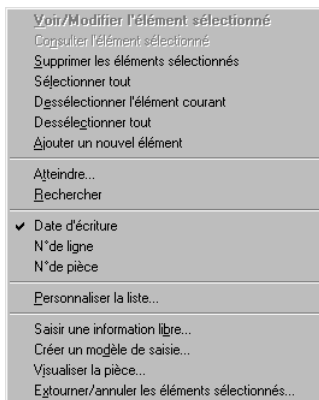 Voir/Modifier l'élément sélectionné
Consulter l'élément sélectionné
Supprimer les éléments sélectionnés
Sélectionner tout
Dessélectionner l'élément courant
Dessélectionner tout
Ajouter un nouvel élément
Atteindre...
Rechercher
Date d'écriture
N°de ligne
N°de pièce
Personnaliser la liste...
Saisir une information libre...
Créer un modèle de saisie...
Visualiser la pièce...
Extourner/annuler les éléments sélectionnés...